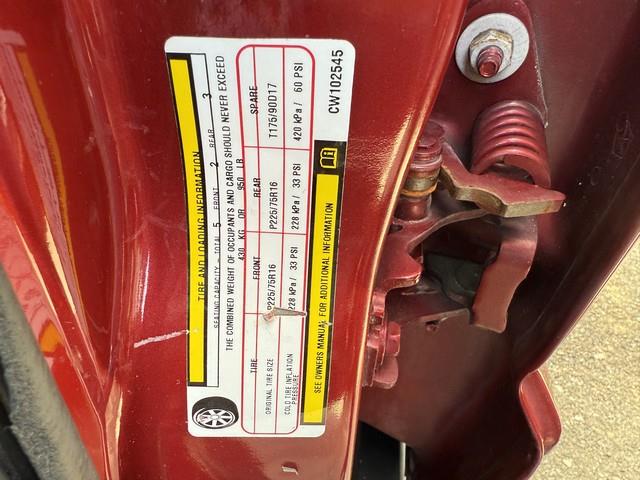 TIRE AND LOADING INFORMATION
SEATING CAPACITY - TOTAL 5 FRONT 2 REAR 3
THE COMBINED WEIGHT OF OCCUPANTS AND CARGO SHOULD NEVER EXCEED
430 KG OR 950 LB
TIRE FRONT REAR SPARE
ORIGINAL TIRE SIZE P225/75R16 P225/75R16 T175/90D17
COLD TIRE INFLATION PRESSURE 228 kPa / 33 PSI 228 kPa / 33 PSI 420 kPa / 60 PSI
SEE OWNERS MANUAL FOR ADDITIONAL INFORMATION
CW102545